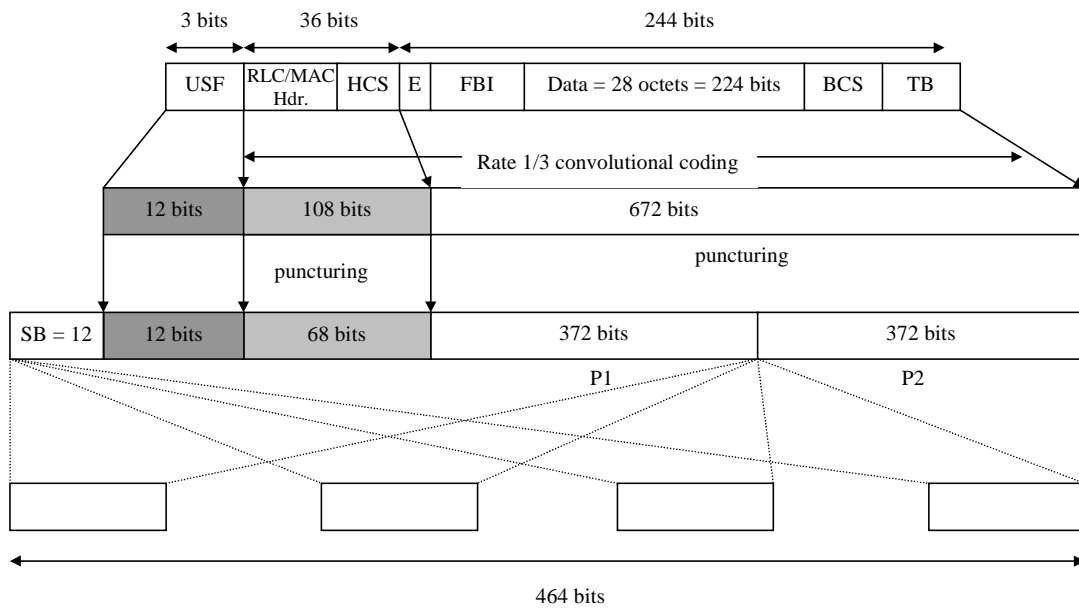 3 bits
36 bits
244 bits
USF
RLC/MAC
Hdr.
HCS
E
FBI
Data = 28 octets = 224 bits
BCS
TB
Rate 1/3 convolutional coding
12 bits
108 bits
672 bits
puncturing
puncturing
SB = 12
12 bits
68 bits
372 bits
372 bits
P1
P2
464 bits